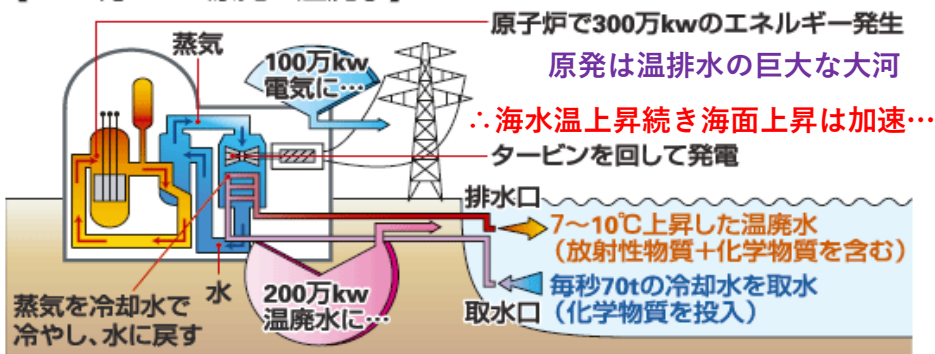 原子炉で300万kwのエネルギー発生
蒸気
100万kw
電気に…
原発は温排水の巨大な大河
∴海水温上昇続き海面上昇は加速…
タービンを回して発電
排水口
7〜10℃上昇した温廃水
(放射性物質+化学物質を含む)
毎秒70tの冷却水を取水
取水口
(化学物質を投入)
水
200万kw
温廃水に…
蒸気を冷却水で
冷やし、水に戻す